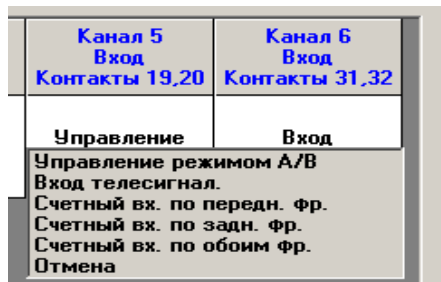 Канал 5
Вход
Контакты 19,20
Канал 6
Вход
Контакты 31,32
Управление
Вход
Управление режимом А/В
Вход телесигнал.
Счетный вх. по передн. фр.
Счетный вх. по задн. фр.
Счетный вх. по обоим фр.
Отмена